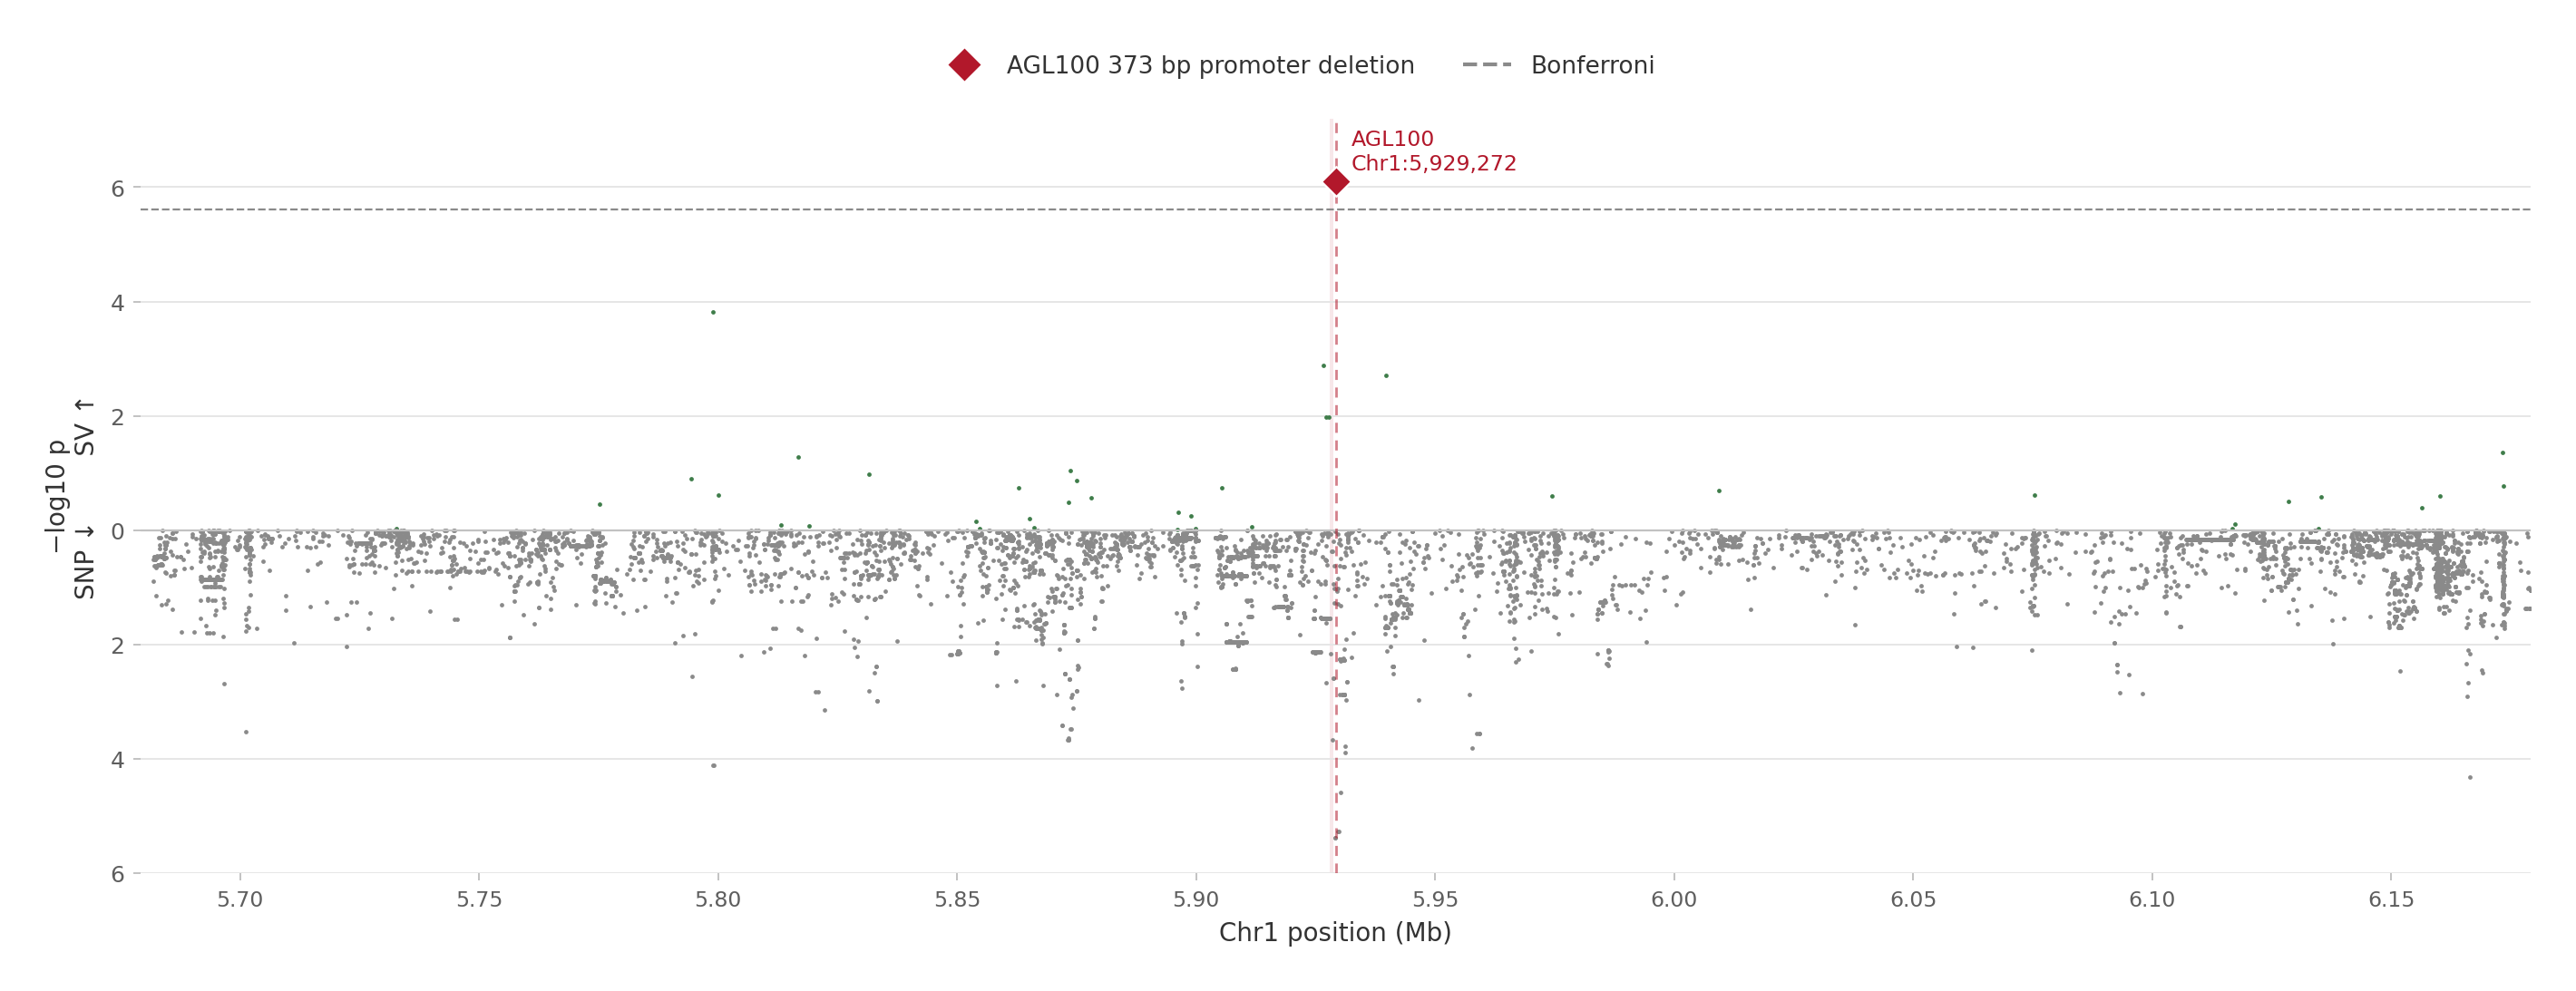 AGL100 373 bp promoter deletion
Bonferroni
AGL100
Chr1:5,929,272
6
4
2
0
2
4
6
−log10 p
SNP ↓   SV ↑
5.70
5.75
5.80
5.85
5.90
5.95
6.00
6.05
6.10
6.15
Chr1 position (Mb)